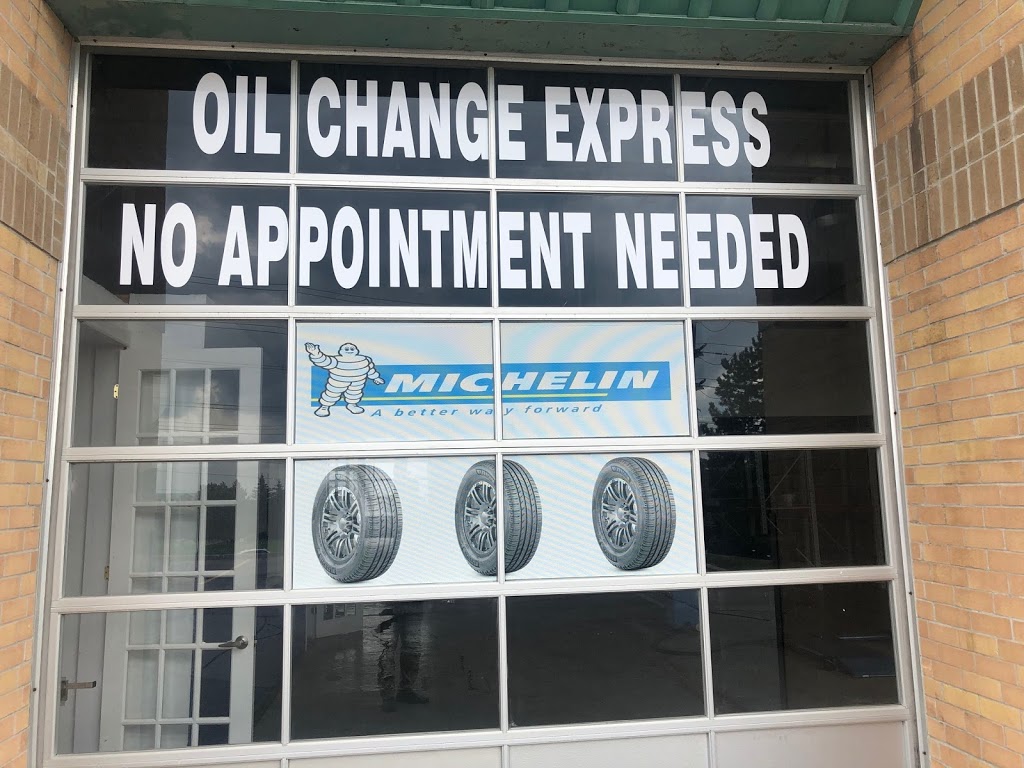 OIL CHANGE EXPRESS
NO APPOINTMENT NEEDED
MICHELIN
A better way forward